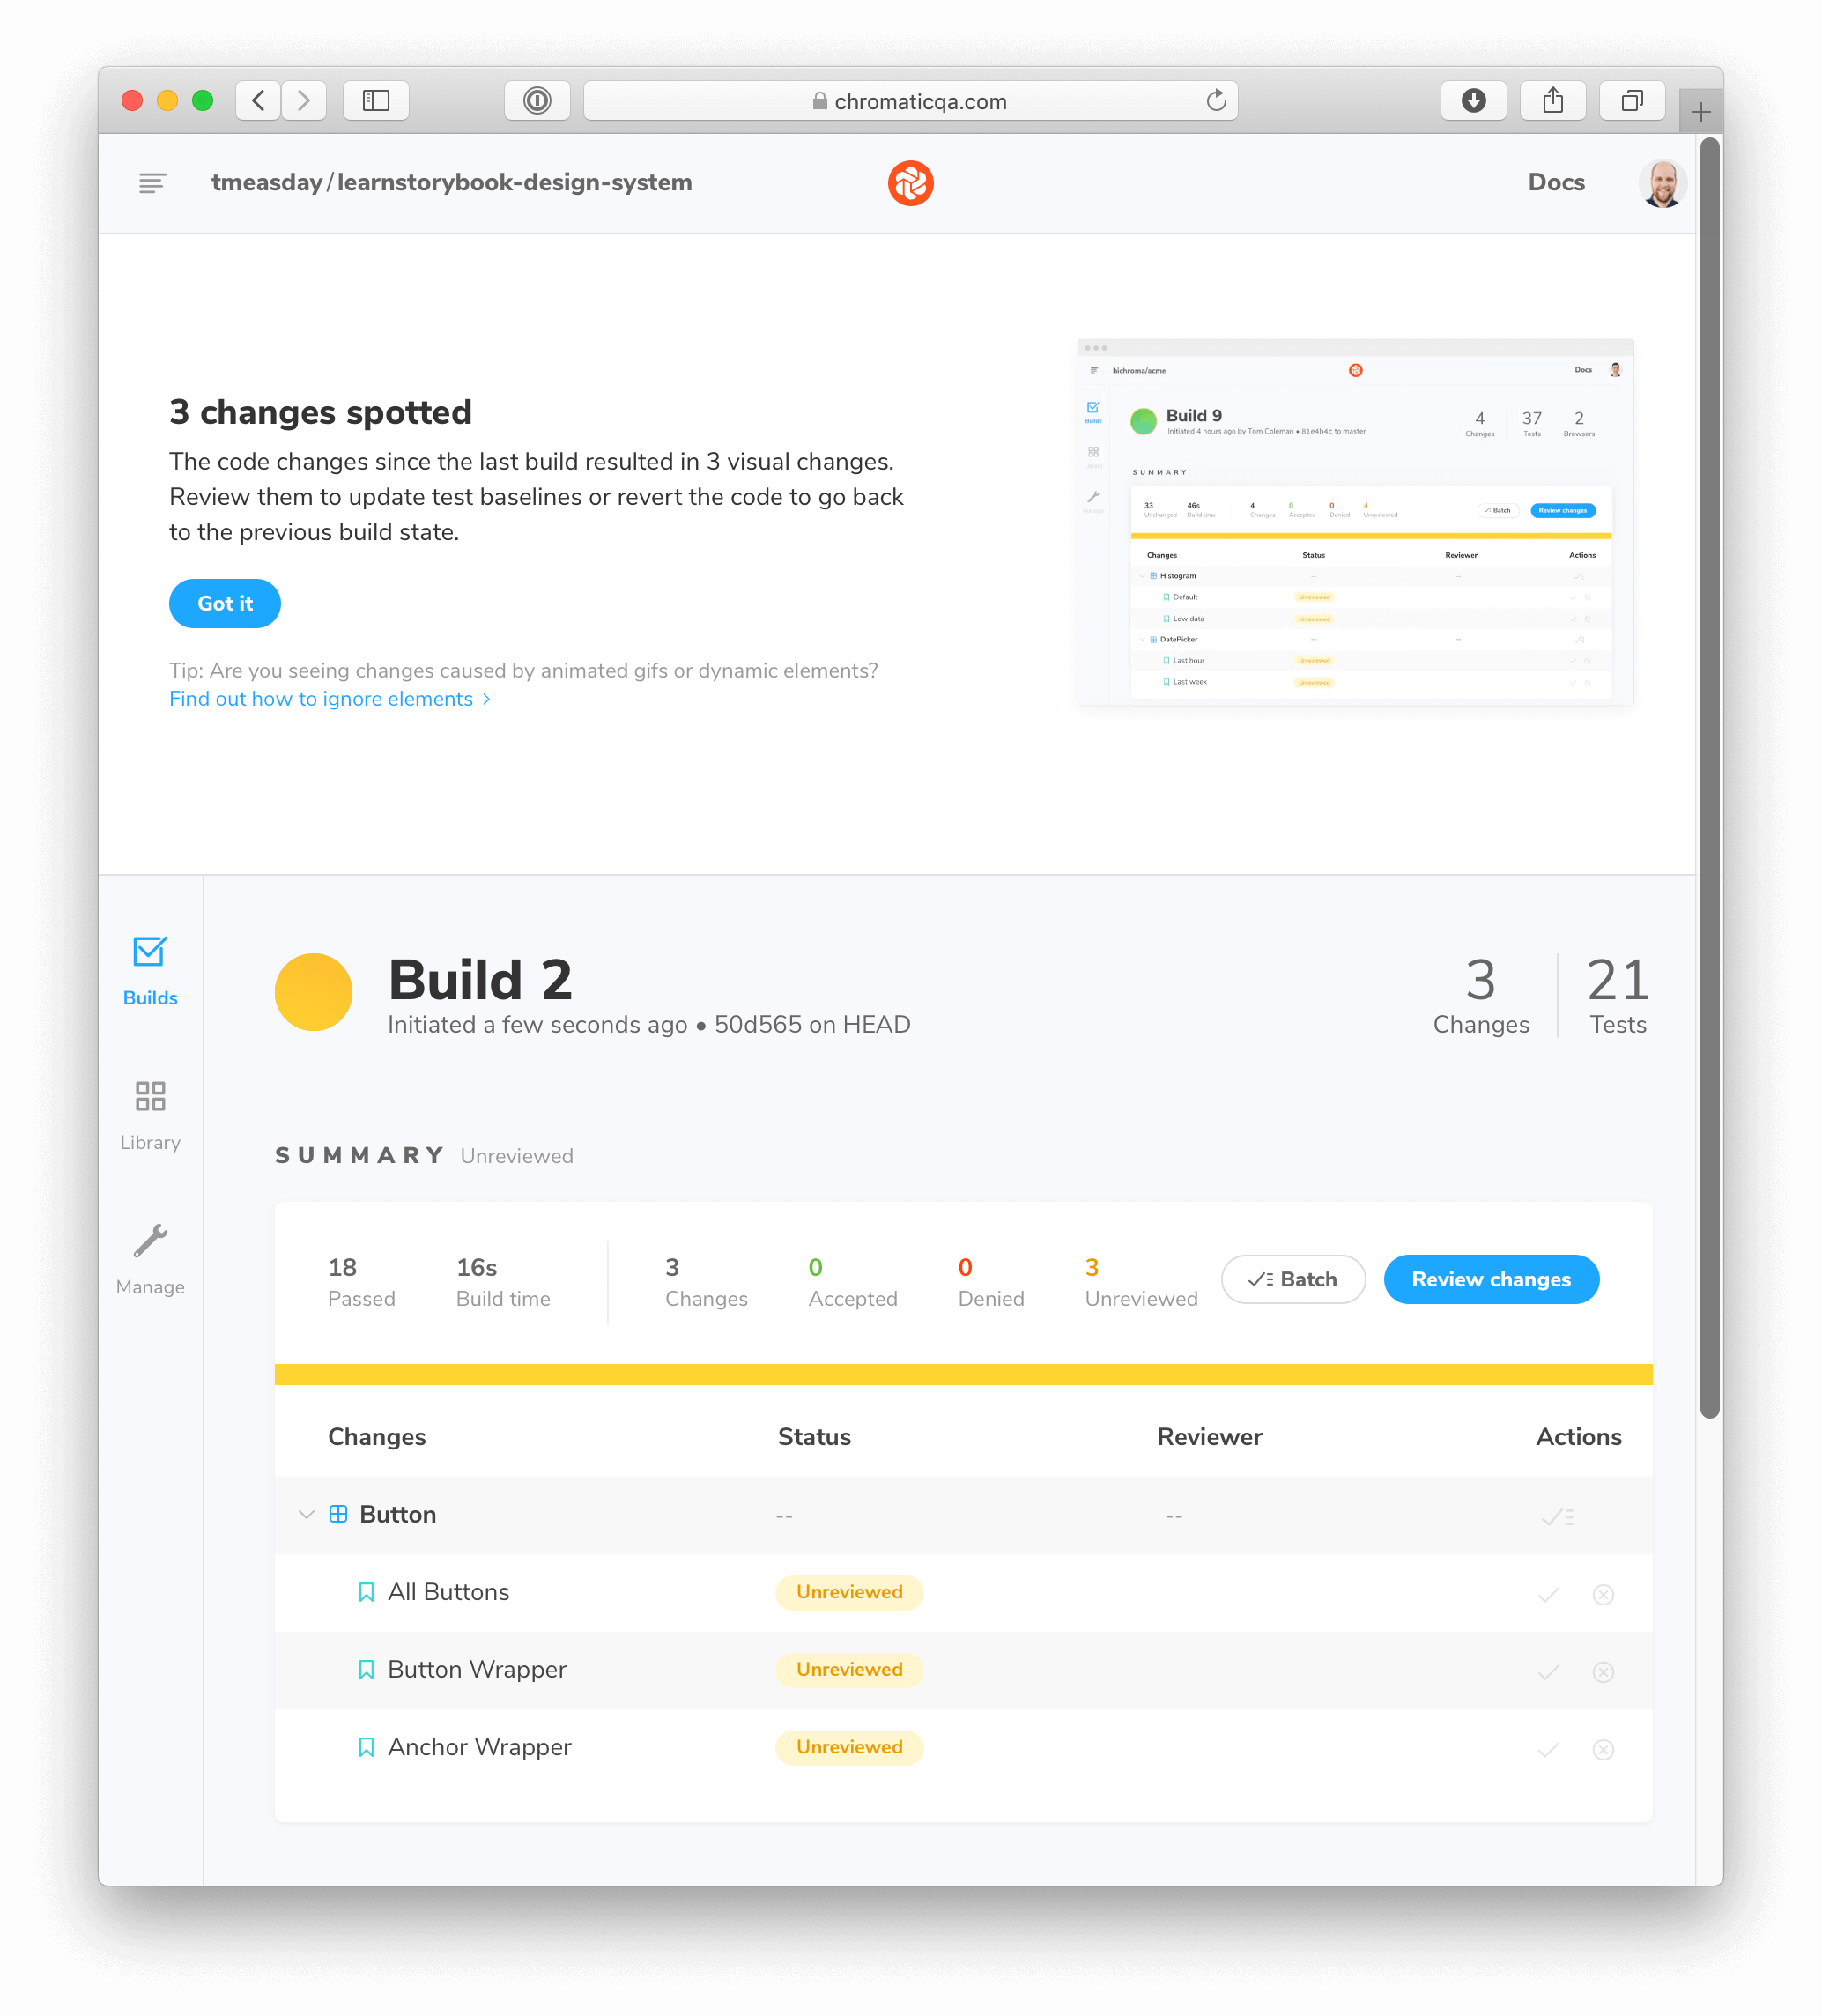 chromaticqa.com
tmeasday/learnstorybook-design-system
Docs
3 changes spotted
The code changes since the last build resulted in 3 visual changes.
Review them to update test baselines or revert the code to go back
to the previous build state.
Got it
Tip: Are you seeing changes caused by animated gifs or dynamic elements?
Find out how to ignore elements
hichroma/acme
Docs
Builds
Build 9
Initiated 4 hours ago by Tom Coleman • 81e4b4c to master
4 37 2
Changes Tests Browsers
Library
SUMMARY
Manage
33 46s 4 0 0 4
Unchanged Build time Changes Accepted Denied Unreviewed
Batch Review changes
Changes Status Reviewer Actions
Histogram -- --
Default Unreviewed
Low data Unreviewed
DatePicker -- --
Last hour Unreviewed
Last week Unreviewed
Builds
Library
Manage
Build 2
Initiated a few seconds ago • 50d565 on HEAD
3 21
Changes Tests
SUMMARY Unreviewed
18 16s 3 0 0 3
Passed Build time Changes Accepted Denied Unreviewed
Batch Review changes
Changes Status Reviewer Actions
Button -- --
All Buttons Unreviewed
Button Wrapper Unreviewed
Anchor Wrapper Unreviewed